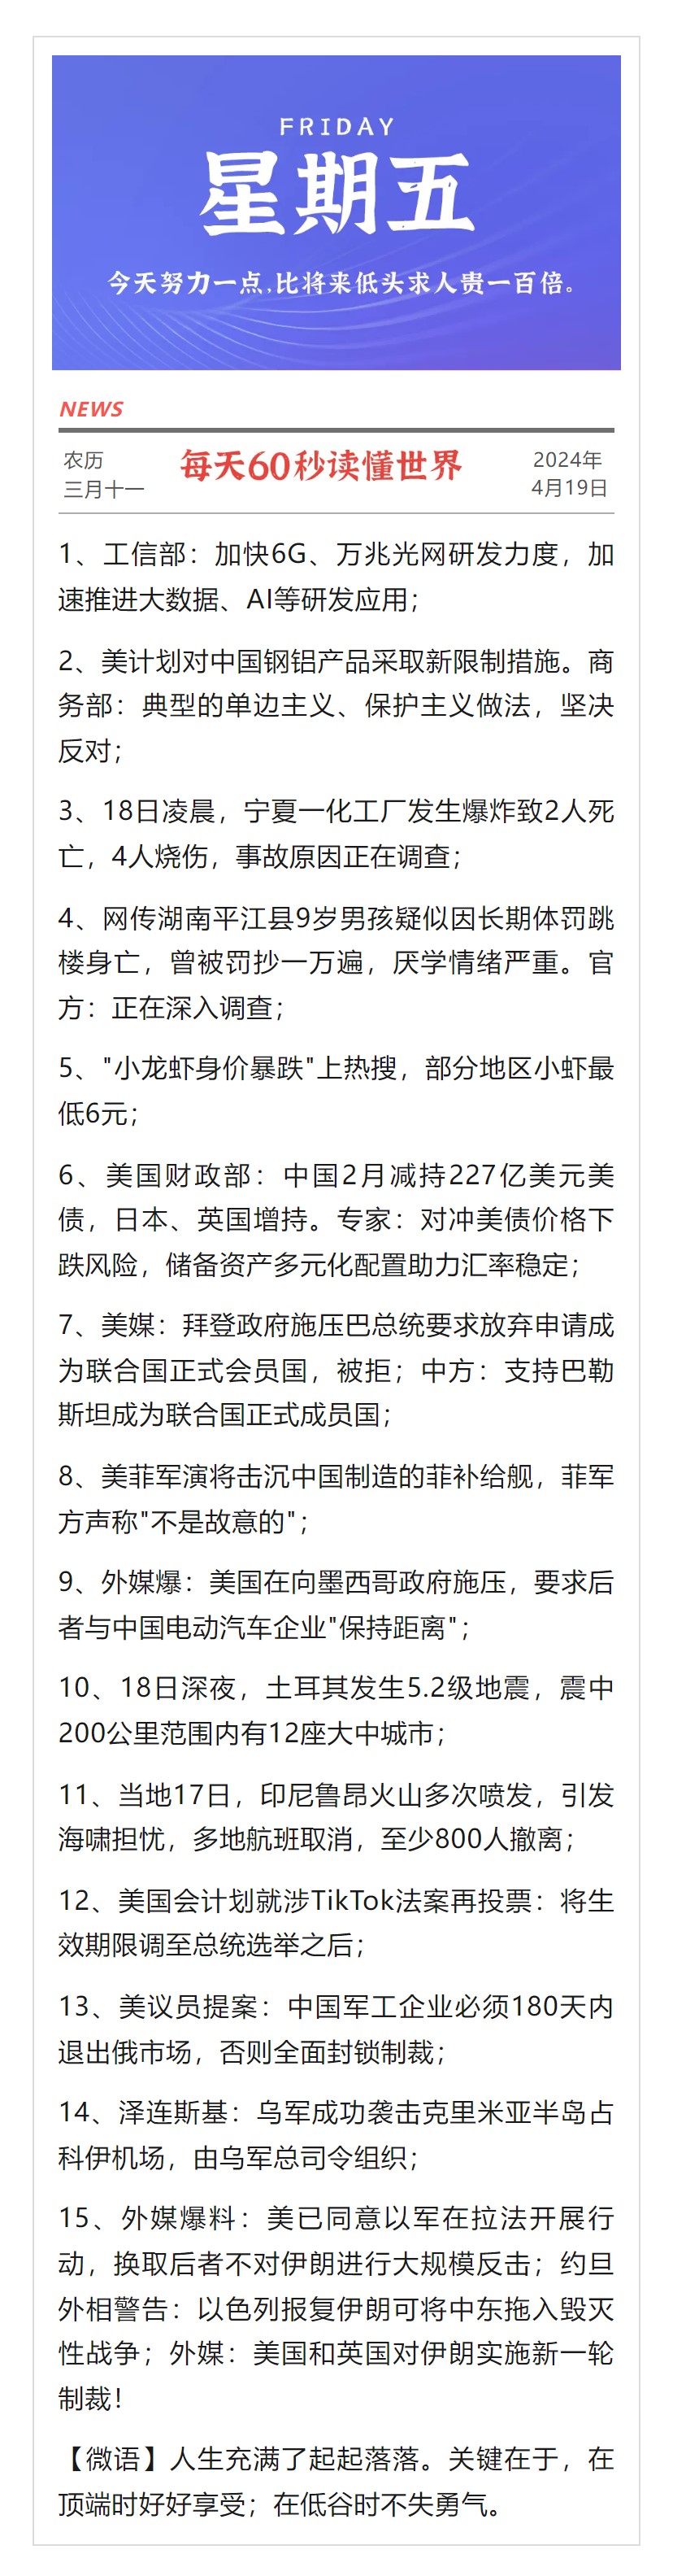 FRIDAY
星期五
今天努力一点,比将来低头求人贵一百倍。
NEWS
农历
三月十一
每天60秒读懂世界
2024年
4月19日
1、工信部：加快6G、万兆光网研发力度，加
速推进大数据、AI等研发应用；
2、美计划对中国钢铝产品采取新限制措施。商
务部：典型的单边主义、保护主义做法，坚决
反对；
3、18日凌晨，宁夏一化工厂发生爆炸致2人死
亡，4人烧伤，事故原因正在调查；
4、网传湖南平江县9岁男孩疑似因长期体罚跳
楼身亡，曾被罚抄一万遍，厌学情绪严重。官
方：正在深入调查；
5、"小龙虾身价暴跌"上热搜，部分地区小虾最
低6元；
6、美国财政部：中国2月减持227亿美元美
债，日本、英国增持。专家：对冲美债价格下
跌风险，储备资产多元化配置助力汇率稳定；
7、美媒：拜登政府施压巴总统要求放弃申请成
为联合国正式会员国，被拒；中方：支持巴勒
斯坦成为联合国正式成员国；
8、美菲军演将击沉中国制造的菲补给舰，菲军
方声称"不是故意的"；
9、外媒爆：美国在向墨西哥政府施压，要求后
者与中国电动汽车企业"保持距离"；
10、18日深夜，土耳其发生5.2级地震，震中
200公里范围内有12座大中城市；
11、当地17日，印尼鲁昂火山多次喷发，引发
海啸担忧，多地航班取消，至少800人撤离；
12、美国会计划就涉TikTok法案再投票：将生
效期限调至总统选举之后；
13、美议员提案：中国军工企业必须180天内
退出俄市场，否则全面封锁制裁；
14、泽连斯基：乌军成功袭击克里米亚半岛占
科伊机场，由乌军总司令组织；
15、外媒爆料：美已同意以军在拉法开展行
动，换取后者不对伊朗进行大规模反击；约旦
外相警告：以色列报复伊朗可将中东拖入毁灭
性战争；外媒：美国和英国对伊朗实施新一轮
制裁！
【微语】人生充满了起起落落。关键在于，在
顶端时好好享受；在低谷时不失勇气。